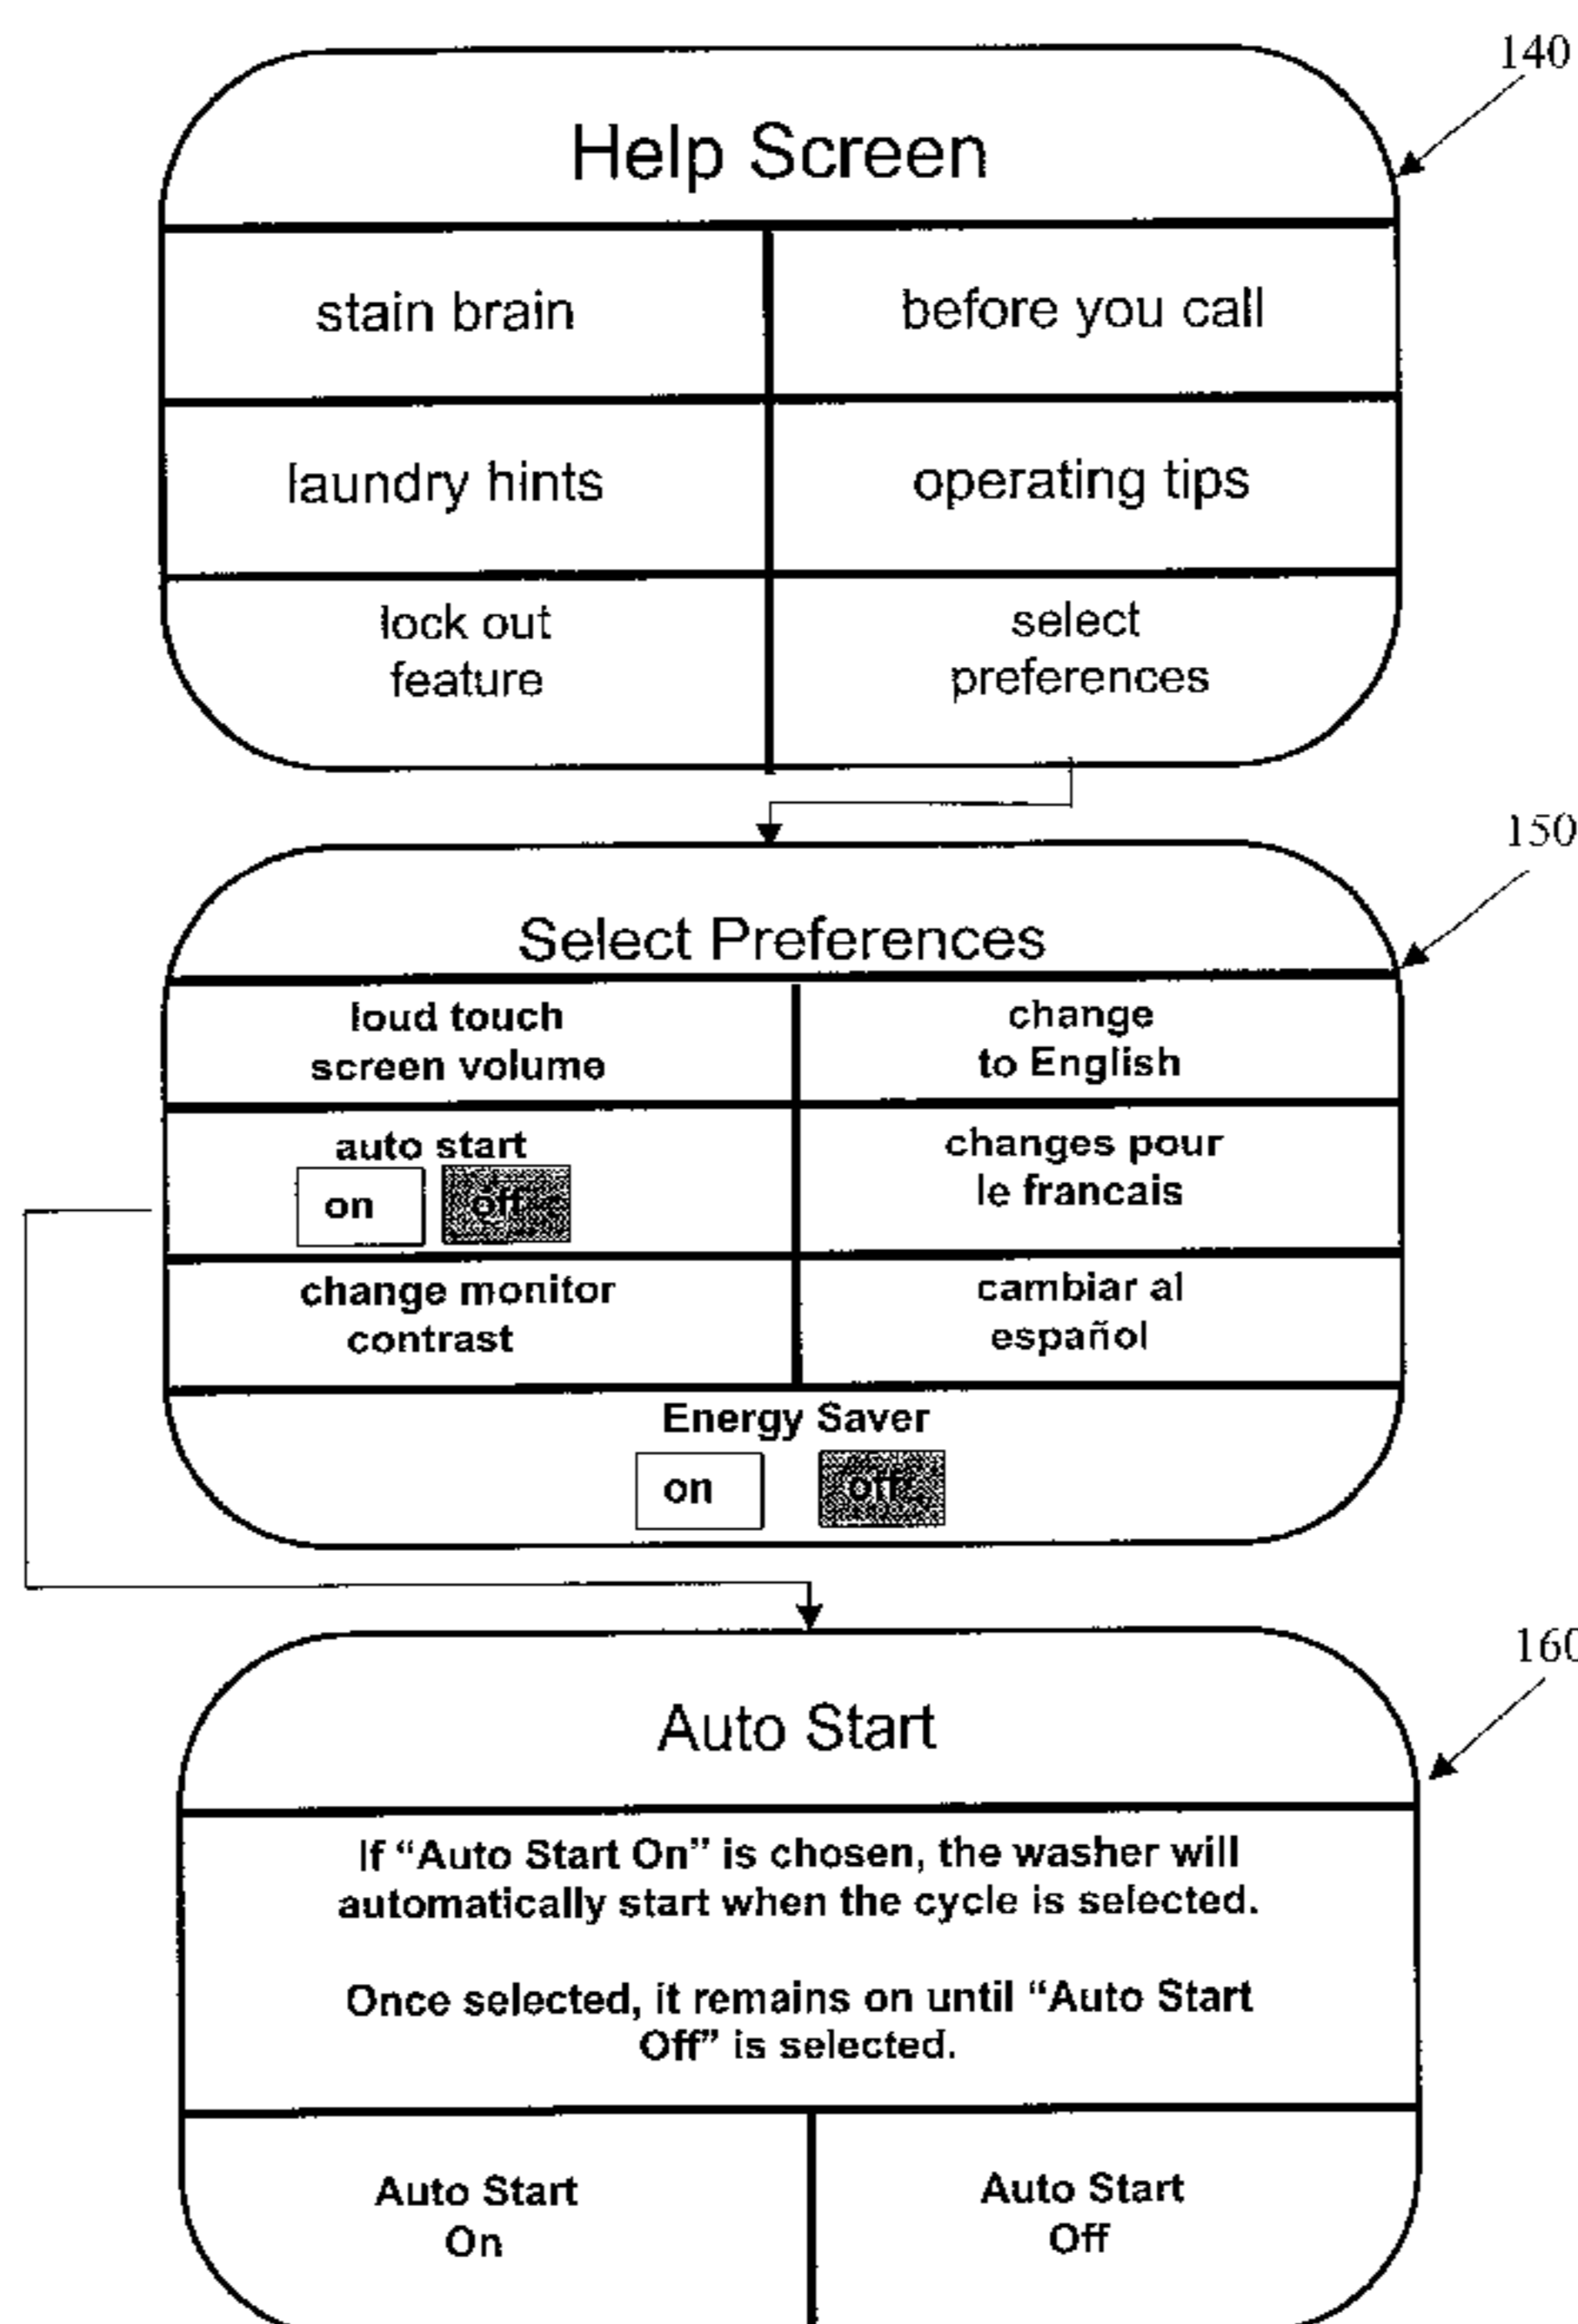 140
Help Screen
stain brain
before you call
laundry hints
operating tips
lock out
feature
select
preferences
150
Select Preferences
loud touch
screen volume
change
to English
auto start
on
off
changes pour
le francais
change monitor
contrast
cambiar al
español
Energy Saver
on
off
160
Auto Start
If “Auto Start On” is chosen, the washer will
automatically start when the cycle is selected.
Once selected, it remains on until “Auto Start
Off” is selected.
Auto Start
On
Auto Start
Off